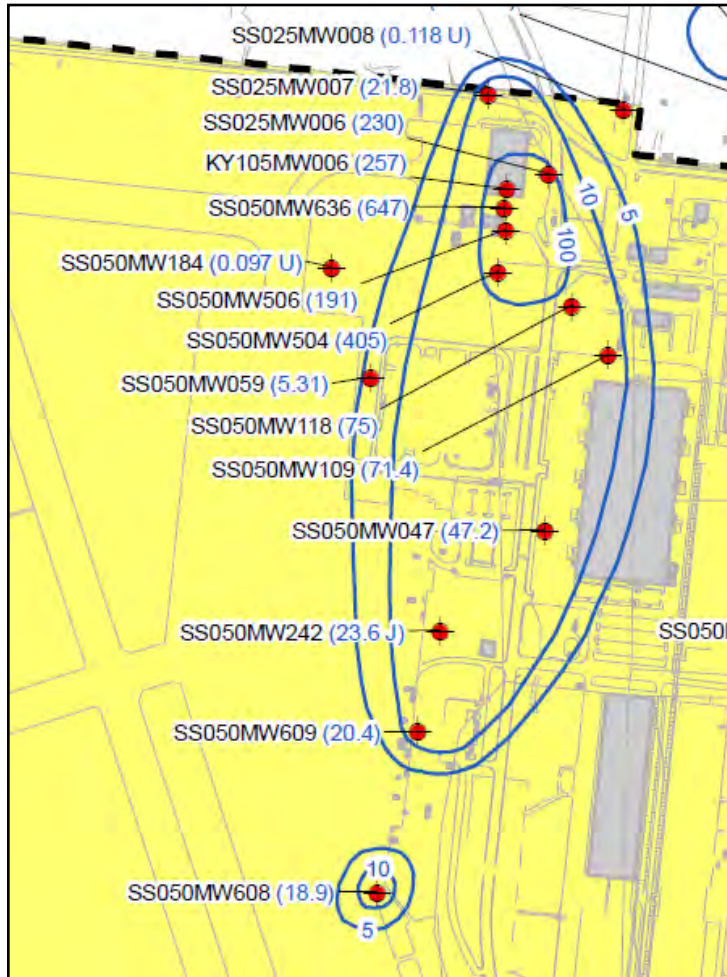 SS025MW008 (0.118 U)
SS025MW007 (21.8)
SS025MW006 (230)
KY105MW006 (257)
SS050MW636 (647)
SS050MW184 (0.097 U)
SS050MW506 (191)
SS050MW504 (405)
SS050MW059 (5.31)
SS050MW118 (75)
SS050MW109 (71.4)
10
5
100
SS050MW047 (47.2)
SS050MW242 (23.6 J)
SS050
SS050MW609 (20.4)
SS050MW608 (18.9)
10
5